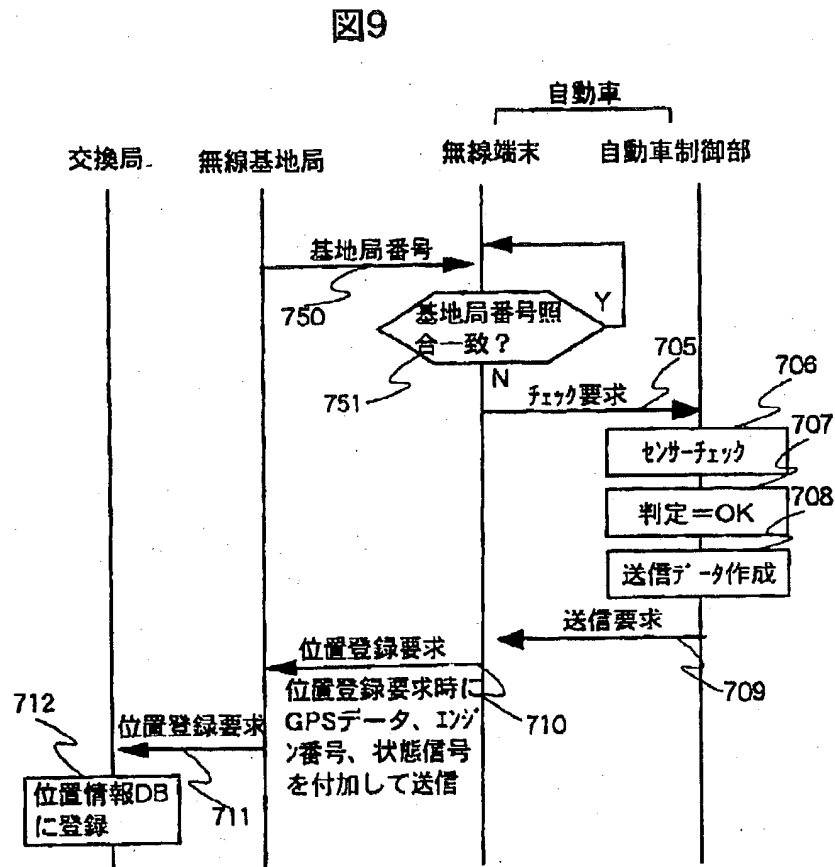 図9
自動車
交換局
無線基地局
無線端末
自動車制御部
基地局番号
750
基地局番号照
合一致？
Y
N
751
705
チェック要求
706
センサーチェック
707
判定＝OK
708
送信データ作成
送信要求
709
位置登録要求
710
位置登録要求時に
GPSデータ、エンジ
ン番号、状態信号
を付加して送信
位置登録要求
711
712
位置情報DB
に登録